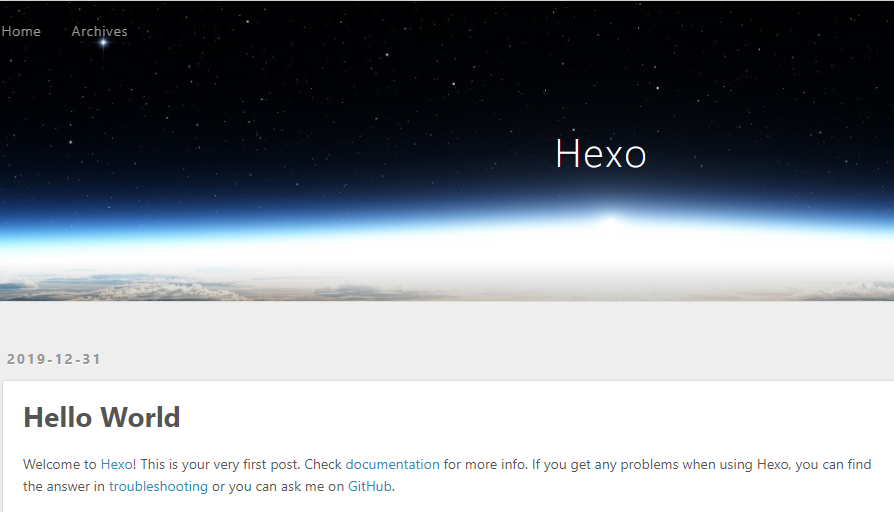 Home Archives
Hexo
2019-12-31
Hello World
Welcome to Hexo! This is your very first post. Check documentation for more info. If you get any problems when using Hexo, you can find
the answer in troubleshooting or you can ask me on GitHub.